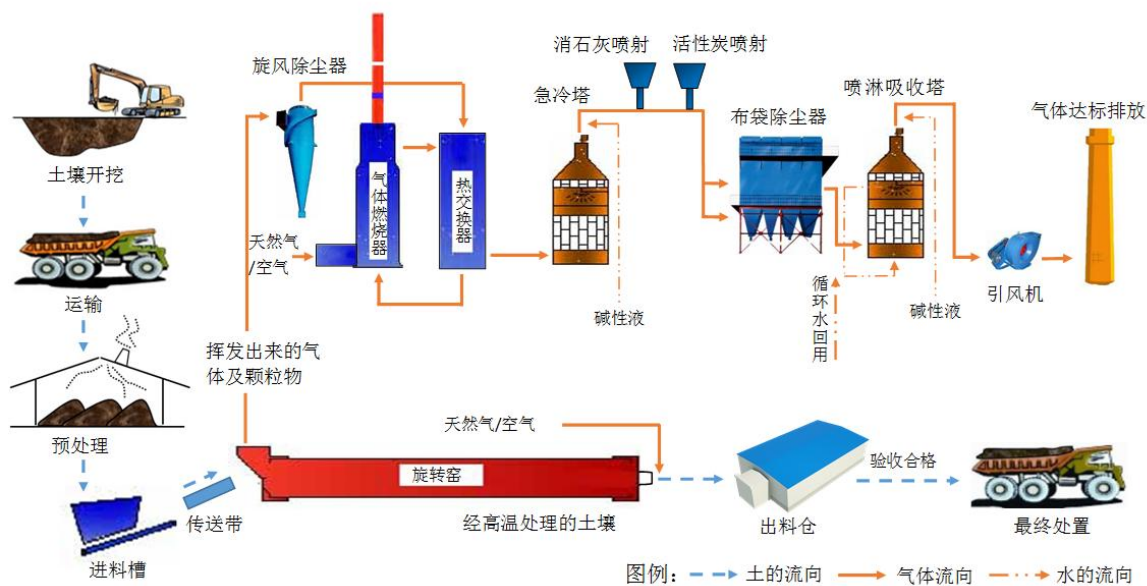 消石灰喷射
活性炭喷射
旋风除尘器
急冷塔
喷淋吸收塔
布袋除尘器
气体达标排放
土壤开挖
气体燃烧器
热交换器
天然气
/空气
运输
碱性液
循环水回用
碱性液
引风机
挥发出来的气
体及颗粒物
预处理
天然气/空气
旋转窑
验收合格
传送带
经高温处理的土壤
出料仓
最终处置
进料槽
图例：
土的流向
气体流向
水的流向